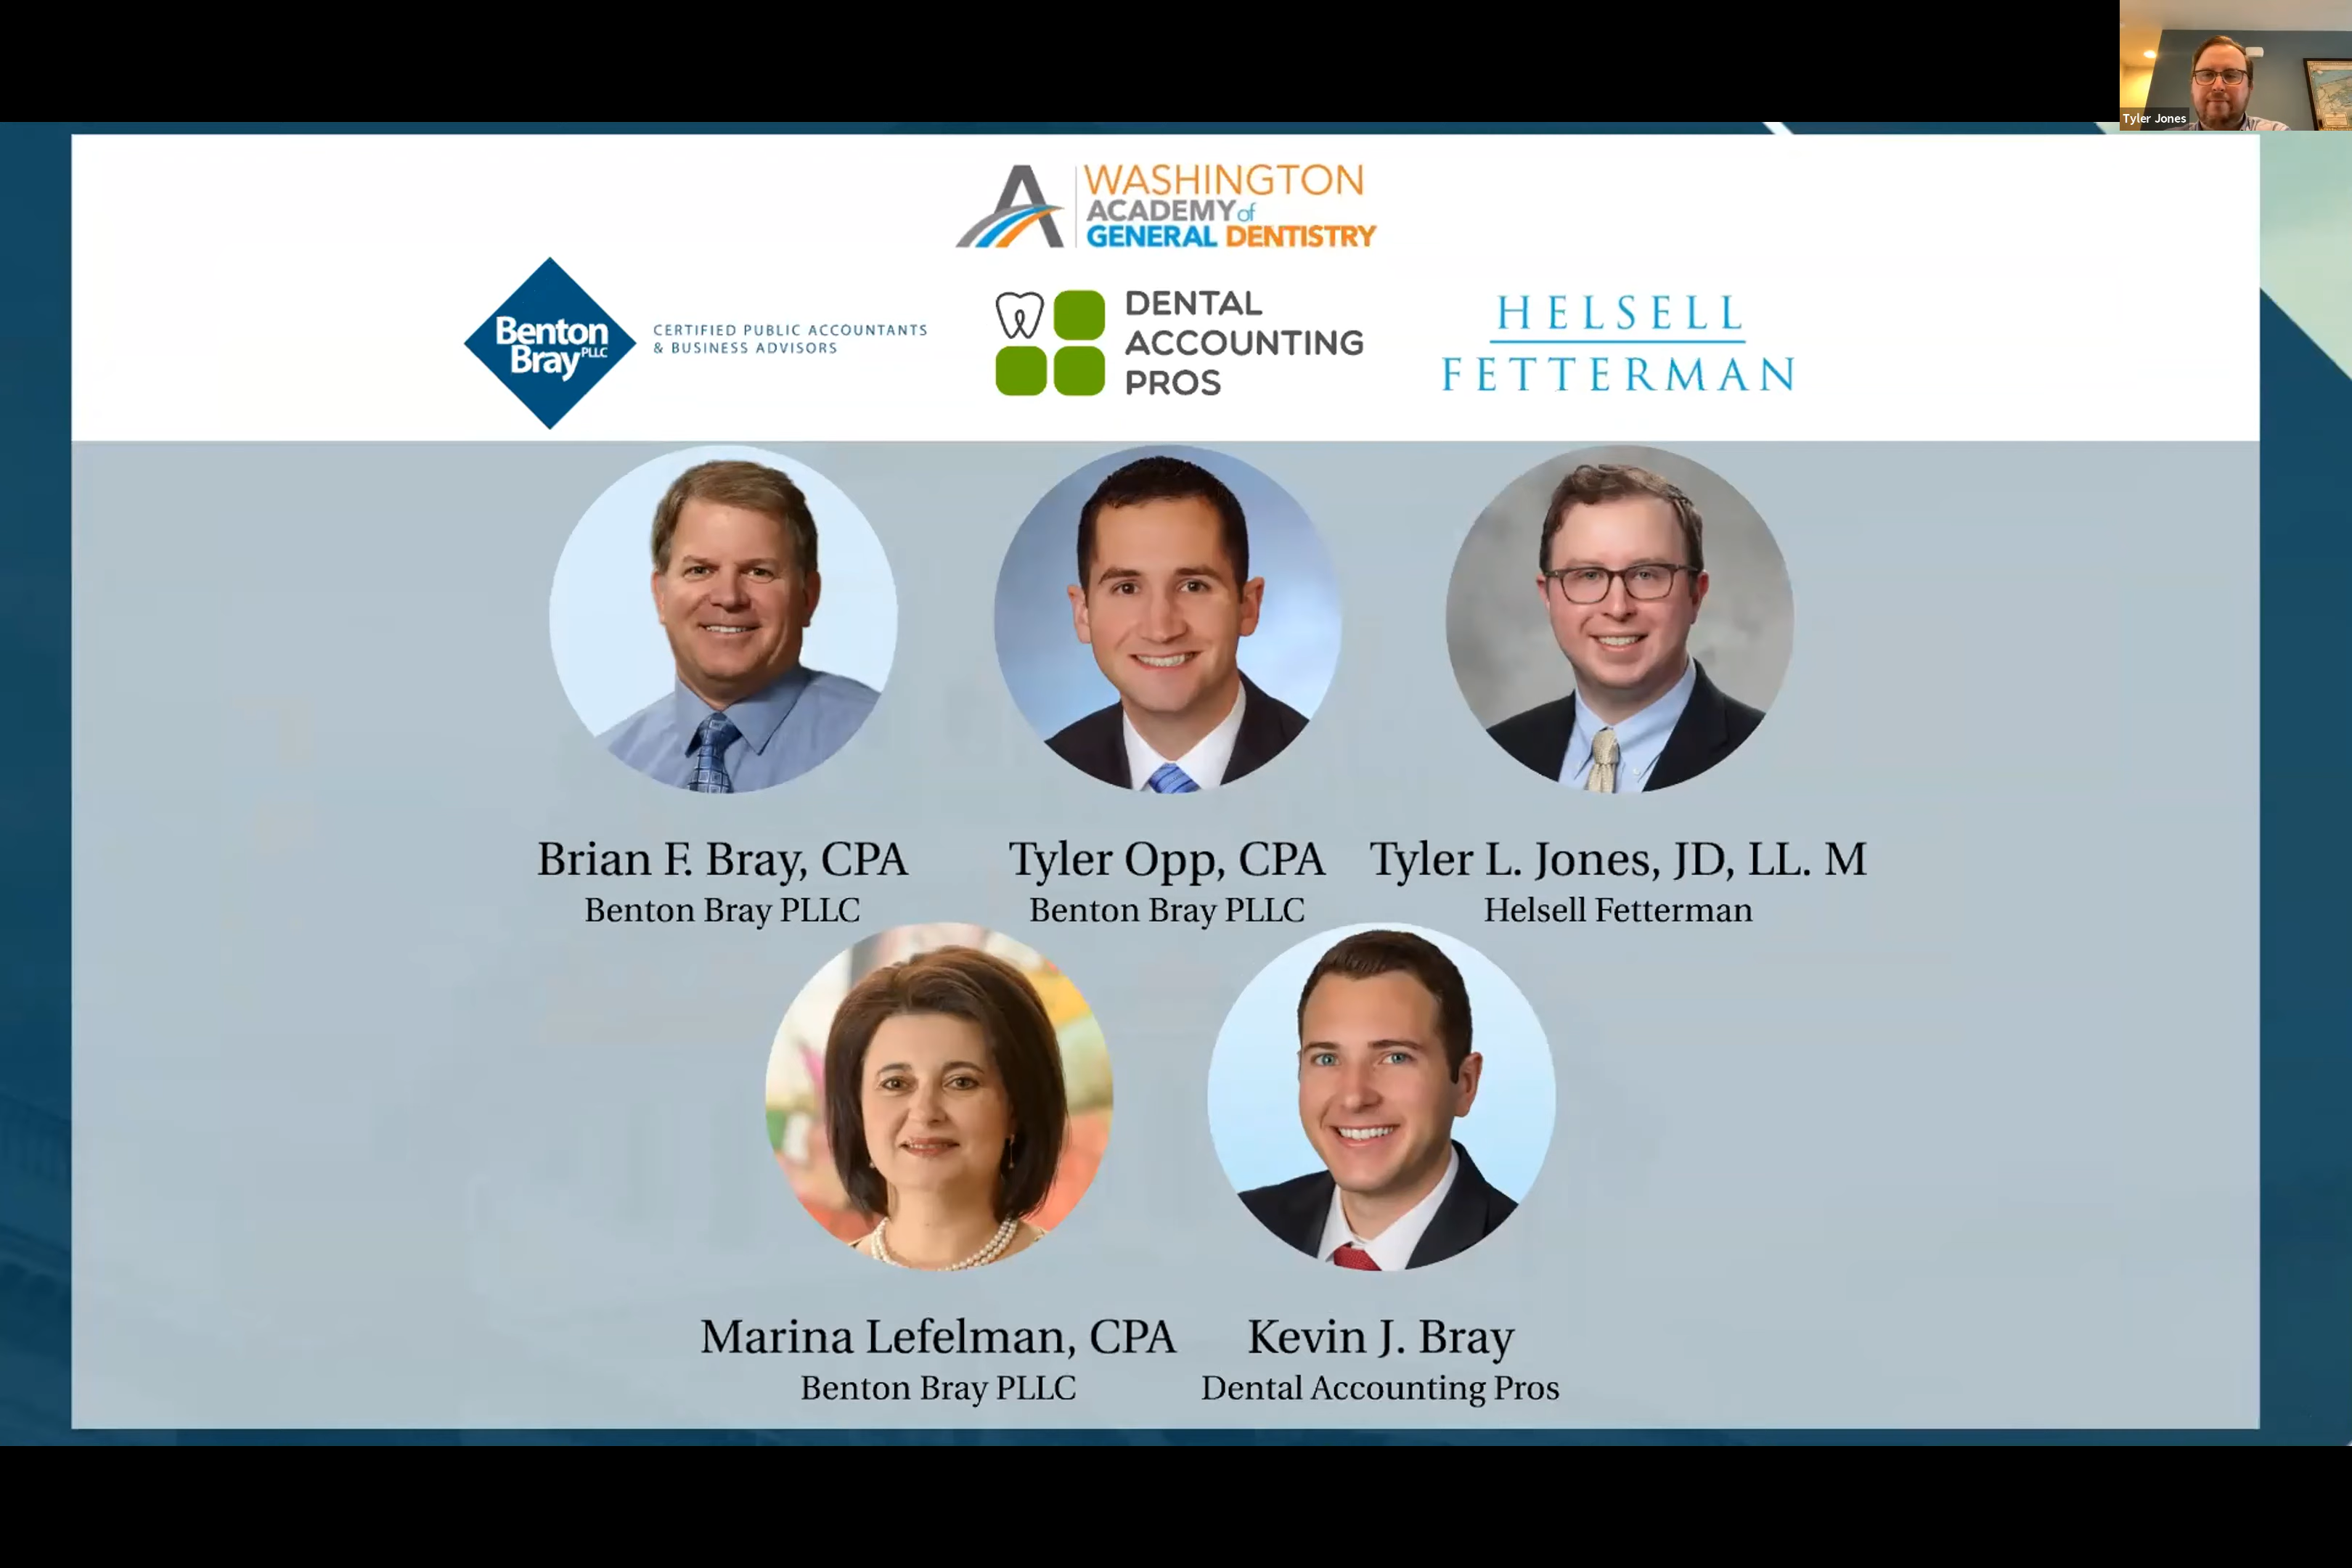 Tyler Jones
WASHINGTON
ACADEMY of
GENERAL DENTISTRY
Benton
Bray PLLC
CERTIFIED PUBLIC ACCOUNTANTS
& BUSINESS ADVISORS
DENTAL
ACCOUNTING
PROS
HELSELL
FETTERMAN
Brian F. Bray, CPA
Benton Bray PLLC
Tyler Opp, CPA
Benton Bray PLLC
Tyler L. Jones, JD, LL. M
Helsell Fetterman
Marina Lefelman, CPA
Benton Bray PLLC
Kevin J. Bray
Dental Accounting Pros